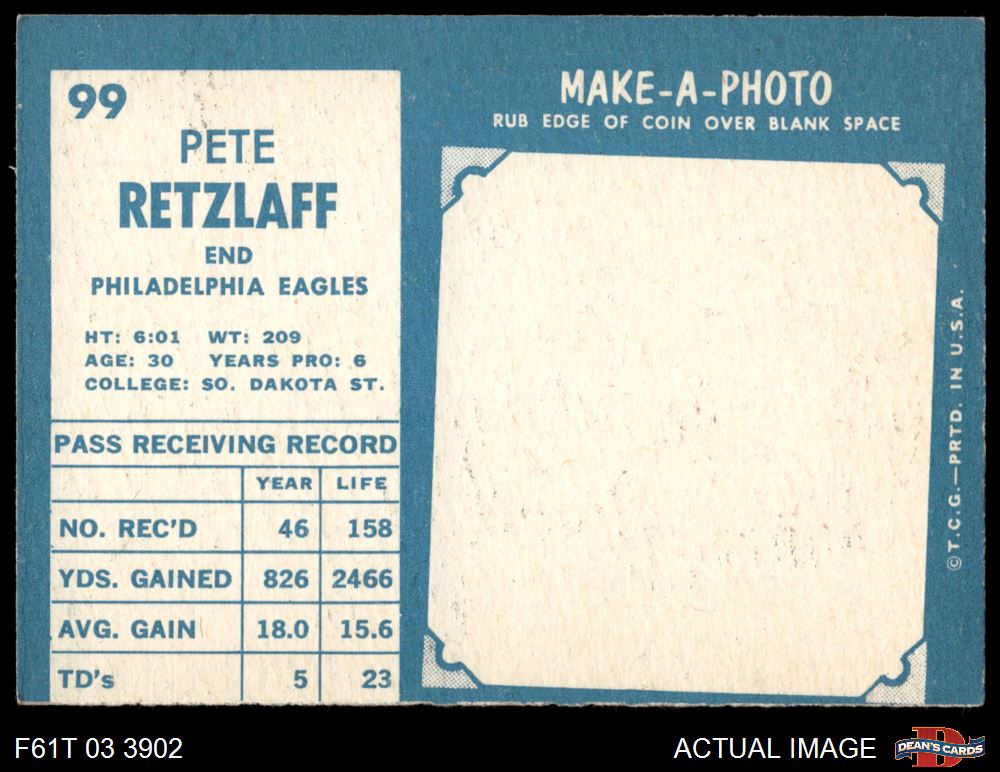 99
PETE
RETZLAFF
END
PHILADELPHIA EAGLES
HT: 6:01 WT: 209
AGE: 30 YEARS PRO: 6
COLLEGE: SO. DAKOTA ST.
PASS RECEIVING RECORD
YEAR LIFE
NO. REC'D 46 158
YDS. GAINED 826 2466
AVG. GAIN 18.0 15.6
TD's 5 23
MAKE-A-PHOTO
RUB EDGE OF COIN OVER BLANK SPACE
© T.C.G.—PRTD. IN U.S.A.
F61T 03 3902
ACTUAL IMAGE
D
DEAN'S CARDS